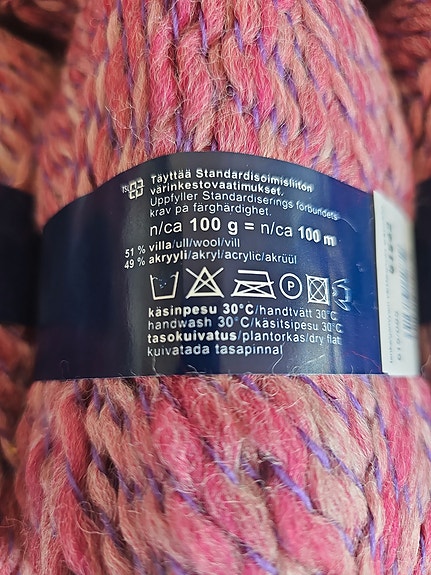 Täyttää Standardisoimisliiton
värinkestovaatimukset.
Uppfyller Standardiserings förbundets
krav pa färghärdighet.
n/ca 100 g = n/ca 100 m
51 % villa/ull/wool/vill
49 % akryyli/akryl/acrylic/akrüül
P
käsinpesu 30°C/handtvätt 30°C
handwash 30°C/käsitsipesu 30°C
tasokuivatus/plantorkas/dry flat
kuivatada tasapinnal